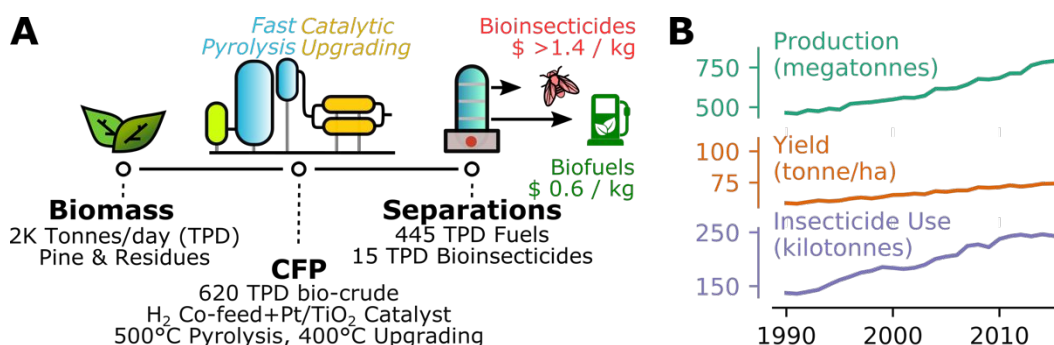 A
Fast Catalytic
Pyrolysis Upgrading
Bioinsecticides
$ >1.4 / kg
Biofuels
$ 0.6 / kg
Biomass
2K Tonnes/day (TPD)
Pine & Residues
CFP
620 TPD bio-crude
H₂ Co-feed+Pt/TiO₂ Catalyst
500°C Pyrolysis, 400°C Upgrading
Separations
445 TPD Fuels
15 TPD Bioinsecticides
B
Production
(megatonnes)
750
500
Yield
(tonne/ha)
100
75
Insecticide Use
(kilotonnes)
250
150
1990 2000 2010